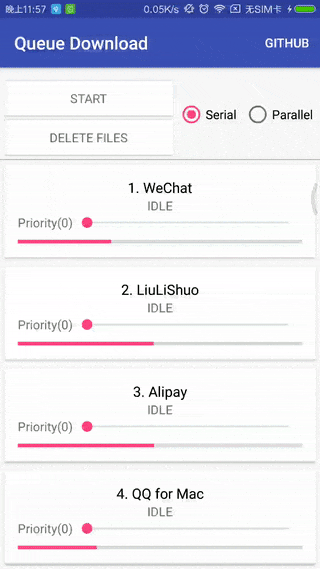 晚上11:57 0.05K/s 无SIM卡
Queue Download GITHUB
START
Serial Parallel
DELETE FILES
1. WeChat
IDLE
Priority(0)
2. LiuLiShuo
IDLE
Priority(0)
3. Alipay
IDLE
Priority(0)
4. QQ for Mac
IDLE
Priority(0)